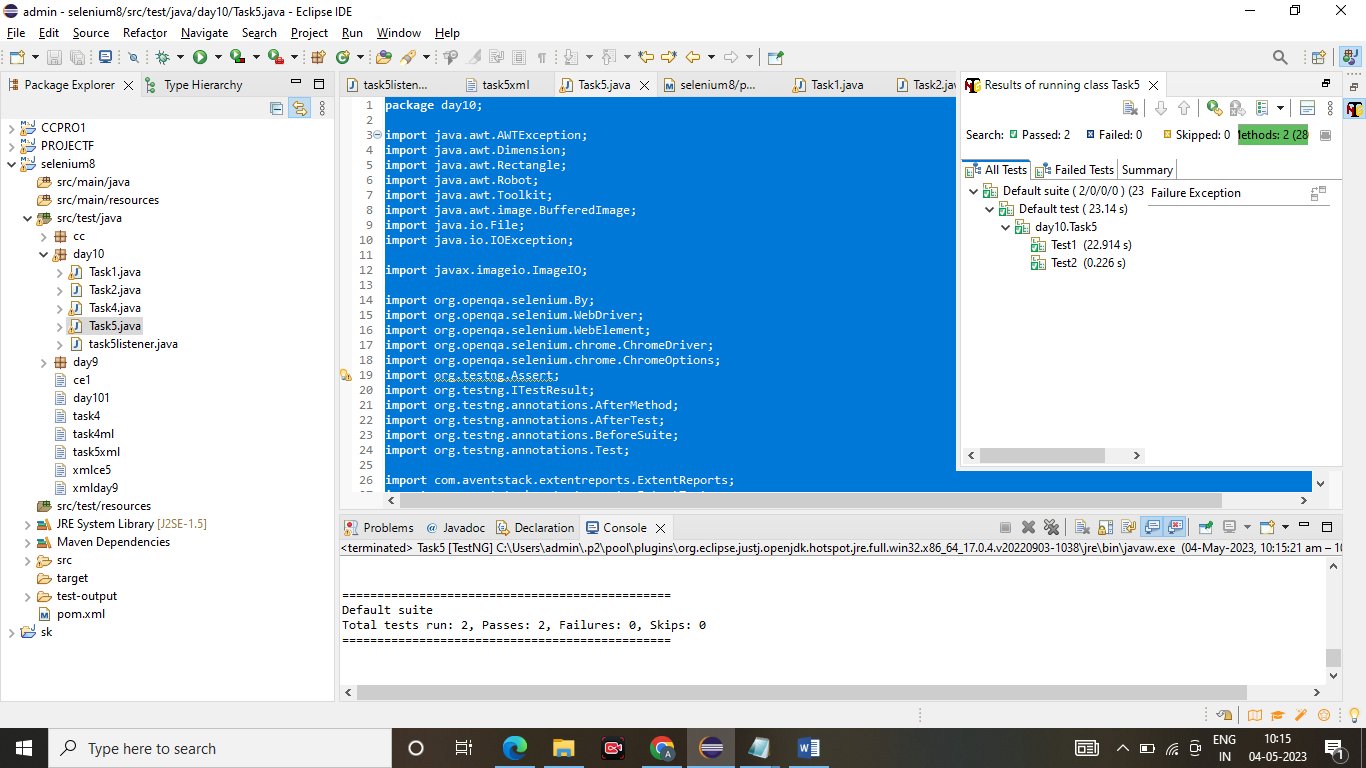 admin - selenium8/src/test/java/day10/Task5.java - Eclipse IDE
File Edit Source Refactor Navigate Search Project Run Window Help
Package Explorer
Type Hierarchy
CCPRO1
PROJECTF
selenium8
src/main/java
src/main/resources
src/test/java
cc
day10
Task1.java
Task2.java
Task4.java
Task5.java
task5listener.java
day9
ce1
day101
task4
task4ml
task5xml
xmlce5
xmlday9
src/test/resources
JRE System Library [J2SE-1.5]
Maven Dependencies
src
target
test-output
pom.xml
sk
task5listen...
task5xml
Task5.java
selenium8/p...
Task1.java
Task2.jav
1 package day10;
2
3 import java.awt.AWTException;
4 import java.awt.Dimension;
5 import java.awt.Rectangle;
6 import java.awt.Robot;
7 import java.awt.Toolkit;
8 import java.awt.image.BufferedImage;
9 import java.io.File;
10 import java.io.IOException;
11
12 import javax.imageio.ImageIO;
13
14 import org.openqa.selenium.By;
15 import org.openqa.selenium.WebDriver;
16 import org.openqa.selenium.WebElement;
17 import org.openqa.selenium.chrome.ChromeDriver;
18 import org.openqa.selenium.chrome.ChromeOptions;
19 import org.testng.Assert;
20 import org.testng.ITestResult;
21 import org.testng.annotations.AfterMethod;
22 import org.testng.annotations.AfterTest;
23 import org.testng.annotations.BeforeSuite;
24 import org.testng.annotations.Test;
25
26 import com.aventstack.extentreports.ExtentReports;
Results of running class Task5
Search: Passed: 2 Failed: 0 Skipped: 0 Methods: 2 (28
All Tests Failed Tests Summary
Default suite ( 2/0/0/0 ) (23
Default test ( 23.14 s)
day10.Task5
Test1 (22.914 s)
Test2 (0.226 s)
Failure Exception
Problems Javadoc Declaration Console
<terminated> Task5 [TestNG] C:\Users\admin\.p2\pool\plugins\org.eclipse.justj.openjdk.hotspot.jre.full.win32.x86_64_17.0.4.v20220903-1038\jre\bin\javaw.exe (04-May-2023, 10:15:21 am – 10
===============================================
Default suite
Total tests run: 2, Passes: 2, Failures: 0, Skips: 0
===============================================
Type here to search
ENG
IN
10:15
04-05-2023
1